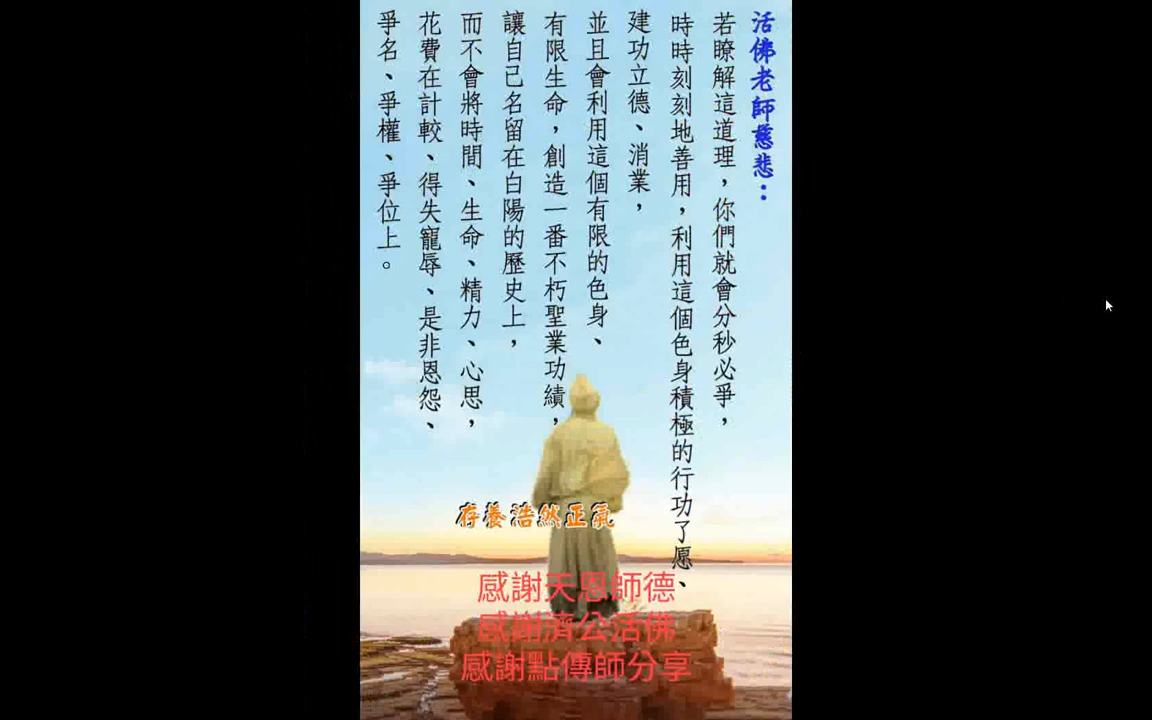 活佛老師慈悲：
若瞭解這道理，你們就會分秒必爭，
時時刻刻地善用，利用這個色身積極的行功了愿、
建功立德、消業，
並且會利用這個有限的色身、
有限生命，創造一番不朽聖業功績，
讓自己名留在白陽的歷史上，
而不會將時間、生命、精力、心思，
花費在計較、得失寵辱、是非恩怨、
爭名、爭權、爭位上。
存養浩然正氣
感謝天恩師德
感謝濟公活佛
感謝點傳師分享